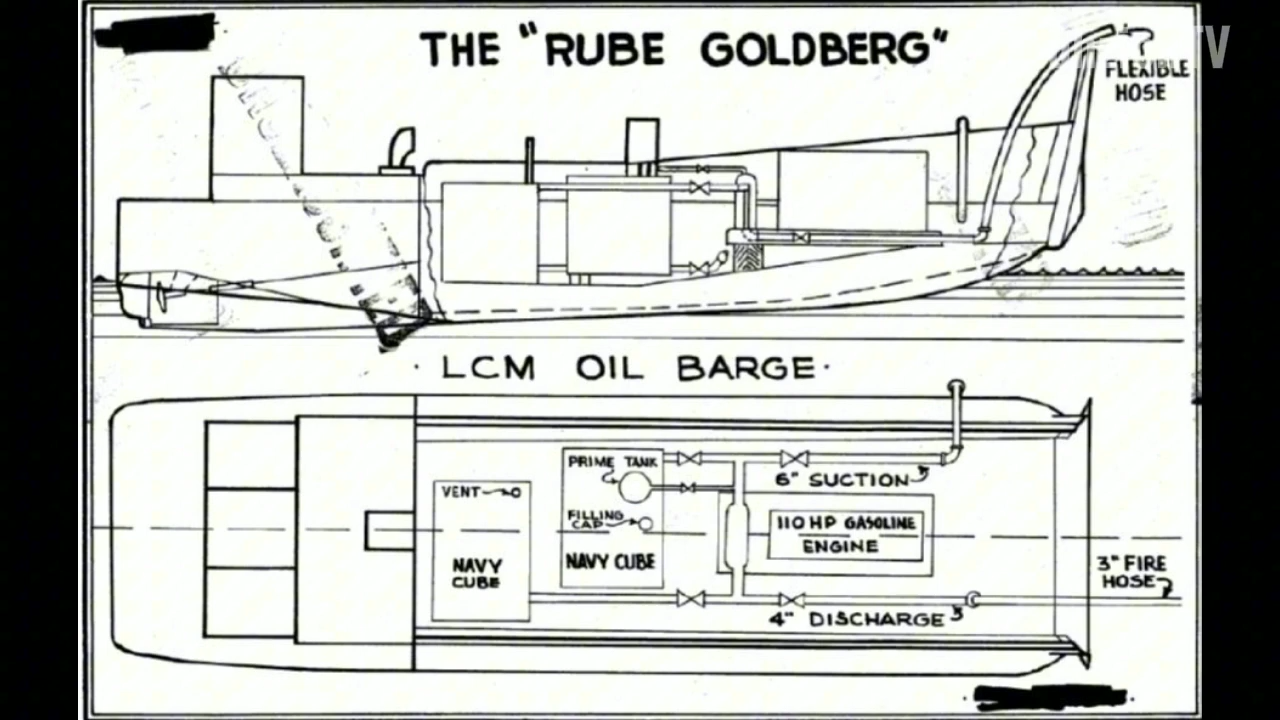 THE "RUBE GOLDBERG"
TV
FLEXIBLE
HOSE
· LCM OIL BARGE ·
PRIME TANK
6" SUCTION
VENT
FILLING
CAP
110 HP GASOLINE
ENGINE
NAVY
CUBE
NAVY CUBE
3" FIRE
HOSE
4" DISCHARGE